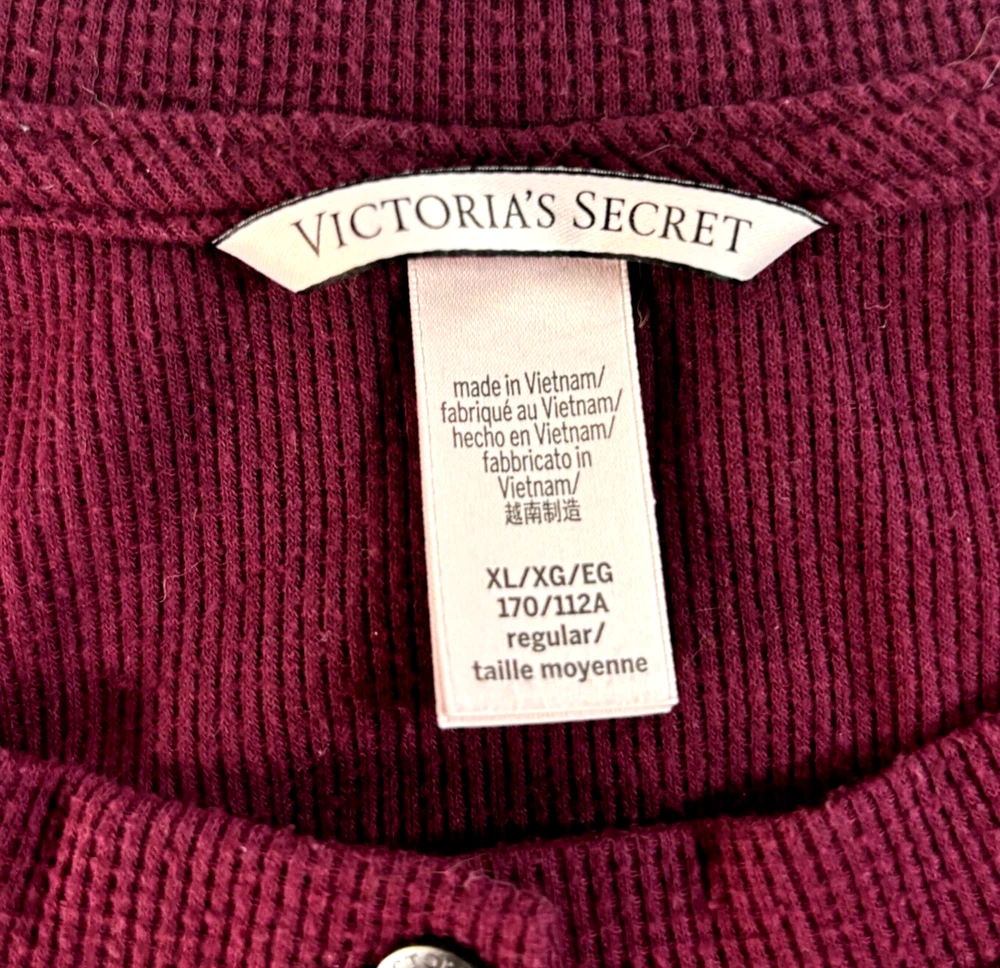 VICTORIA'S SECRET
made in Vietnam/
fabriqué au Vietnam/
hecho en Vietnam/
fabbricato in
Vietnam/
越南制造
XL/XG/EG
170/112A
regular/
taille moyenne